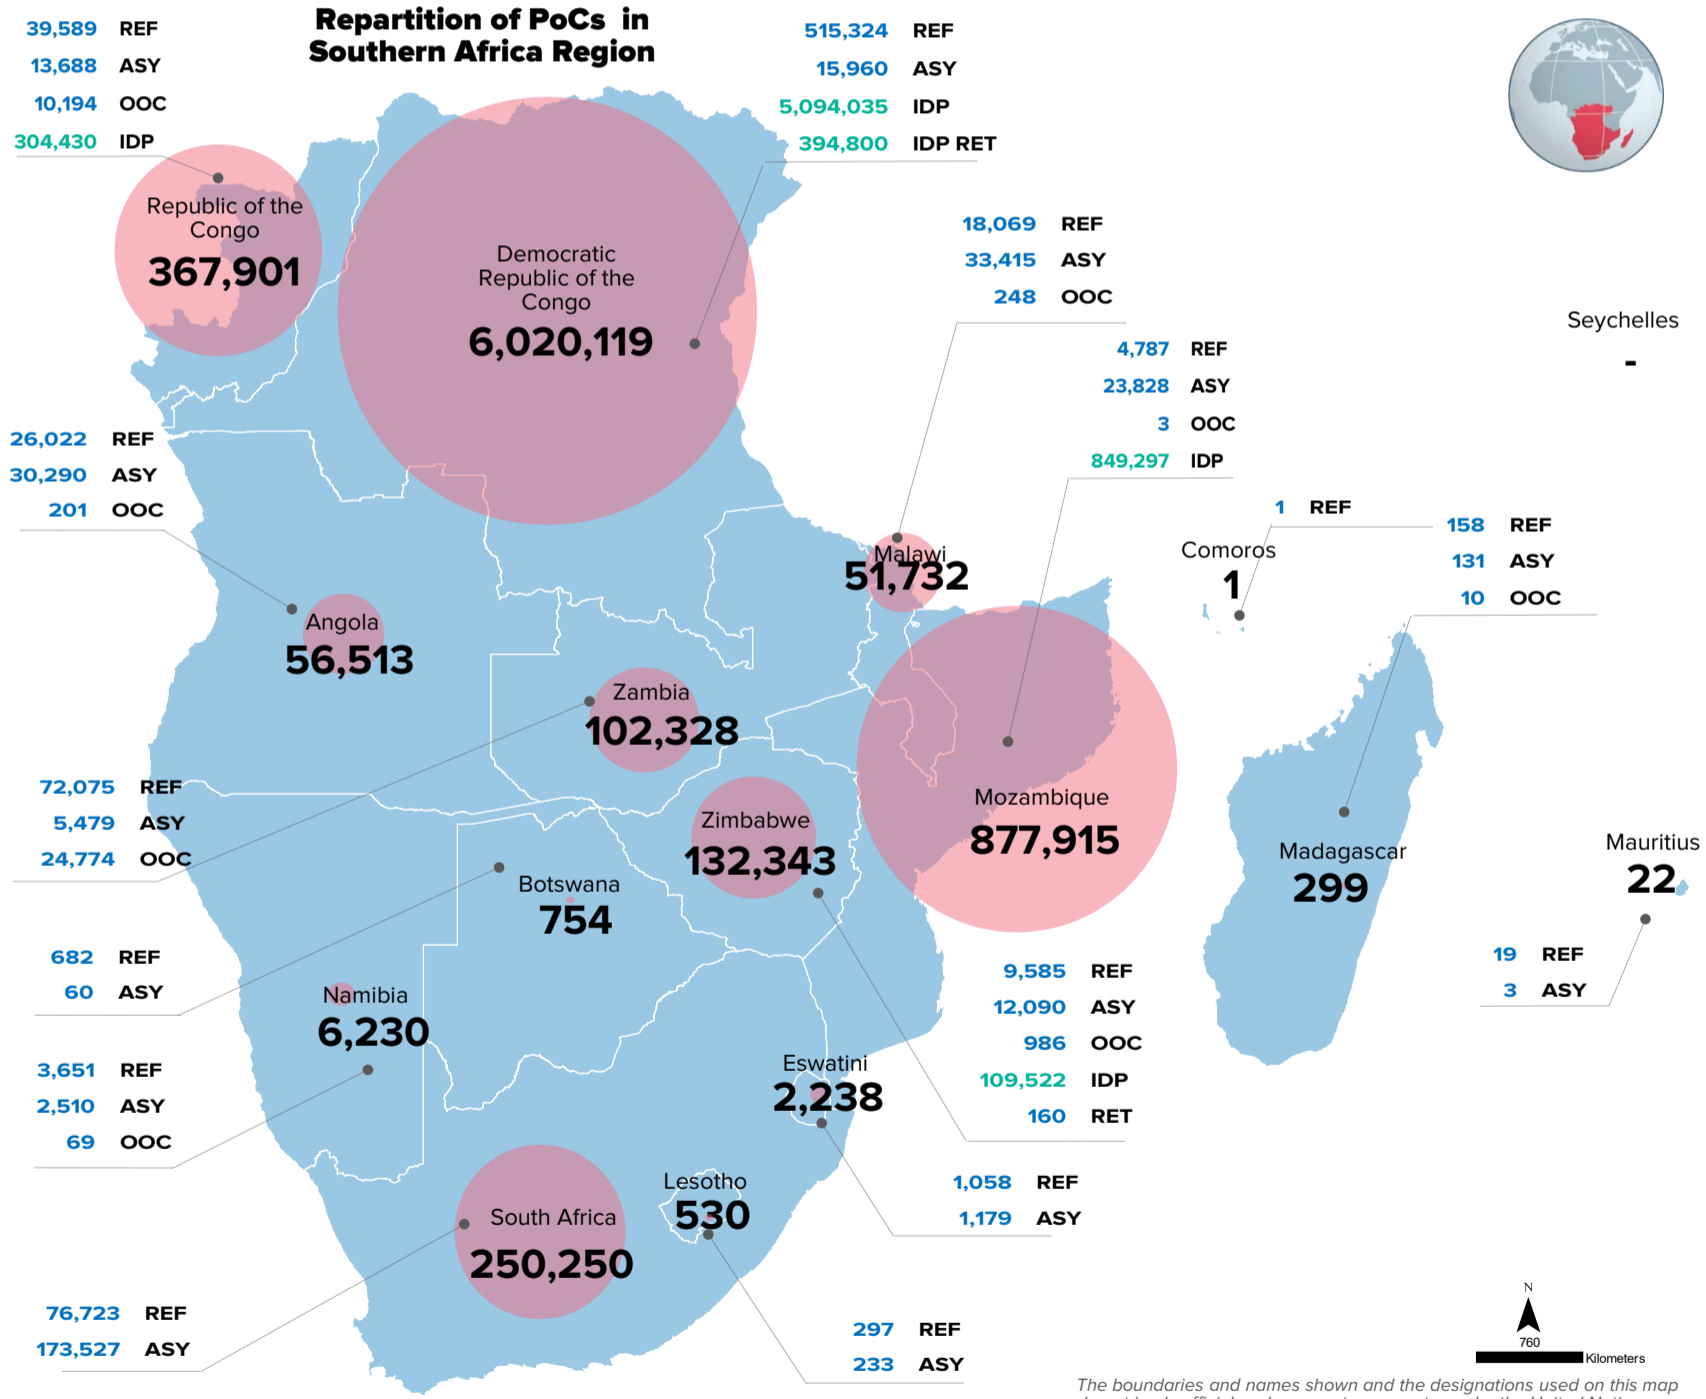 Repartition of PoCs in
Southern Africa Region
39,589 REF
13,688 ASY
10,194 OOC
304,430 IDP
515,324 REF
15,960 ASY
5,094,035 IDP
394,800 IDP RET
Republic of the
Congo
367,901
Democratic
Republic of the
Congo
6,020,119
18,069 REF
33,415 ASY
248 OOC
Seychelles
-
4,787 REF
23,828 ASY
3 OOC
849,297 IDP
26,022 REF
30,290 ASY
201 OOC
1 REF
158 REF
131 ASY
10 OOC
Malawi
51,732
Comoros
1
Angola
56,513
Zambia
102,328
72,075 REF
5,479 ASY
24,774 OOC
Zimbabwe
132,343
Mozambique
877,915
Madagascar
299
Mauritius
22
Botswana
754
682 REF
60 ASY
19 REF
3 ASY
Namibia
6,230
9,585 REF
12,090 ASY
986 OOC
109,522 IDP
160 RET
3,651 REF
2,510 ASY
69 OOC
Eswatini
2,238
1,058 REF
1,179 ASY
Lesotho
530
South Africa
250,250
76,723 REF
173,527 ASY
297 REF
233 ASY
N
760
Kilometers
The boundaries and names shown and the designations used on this map